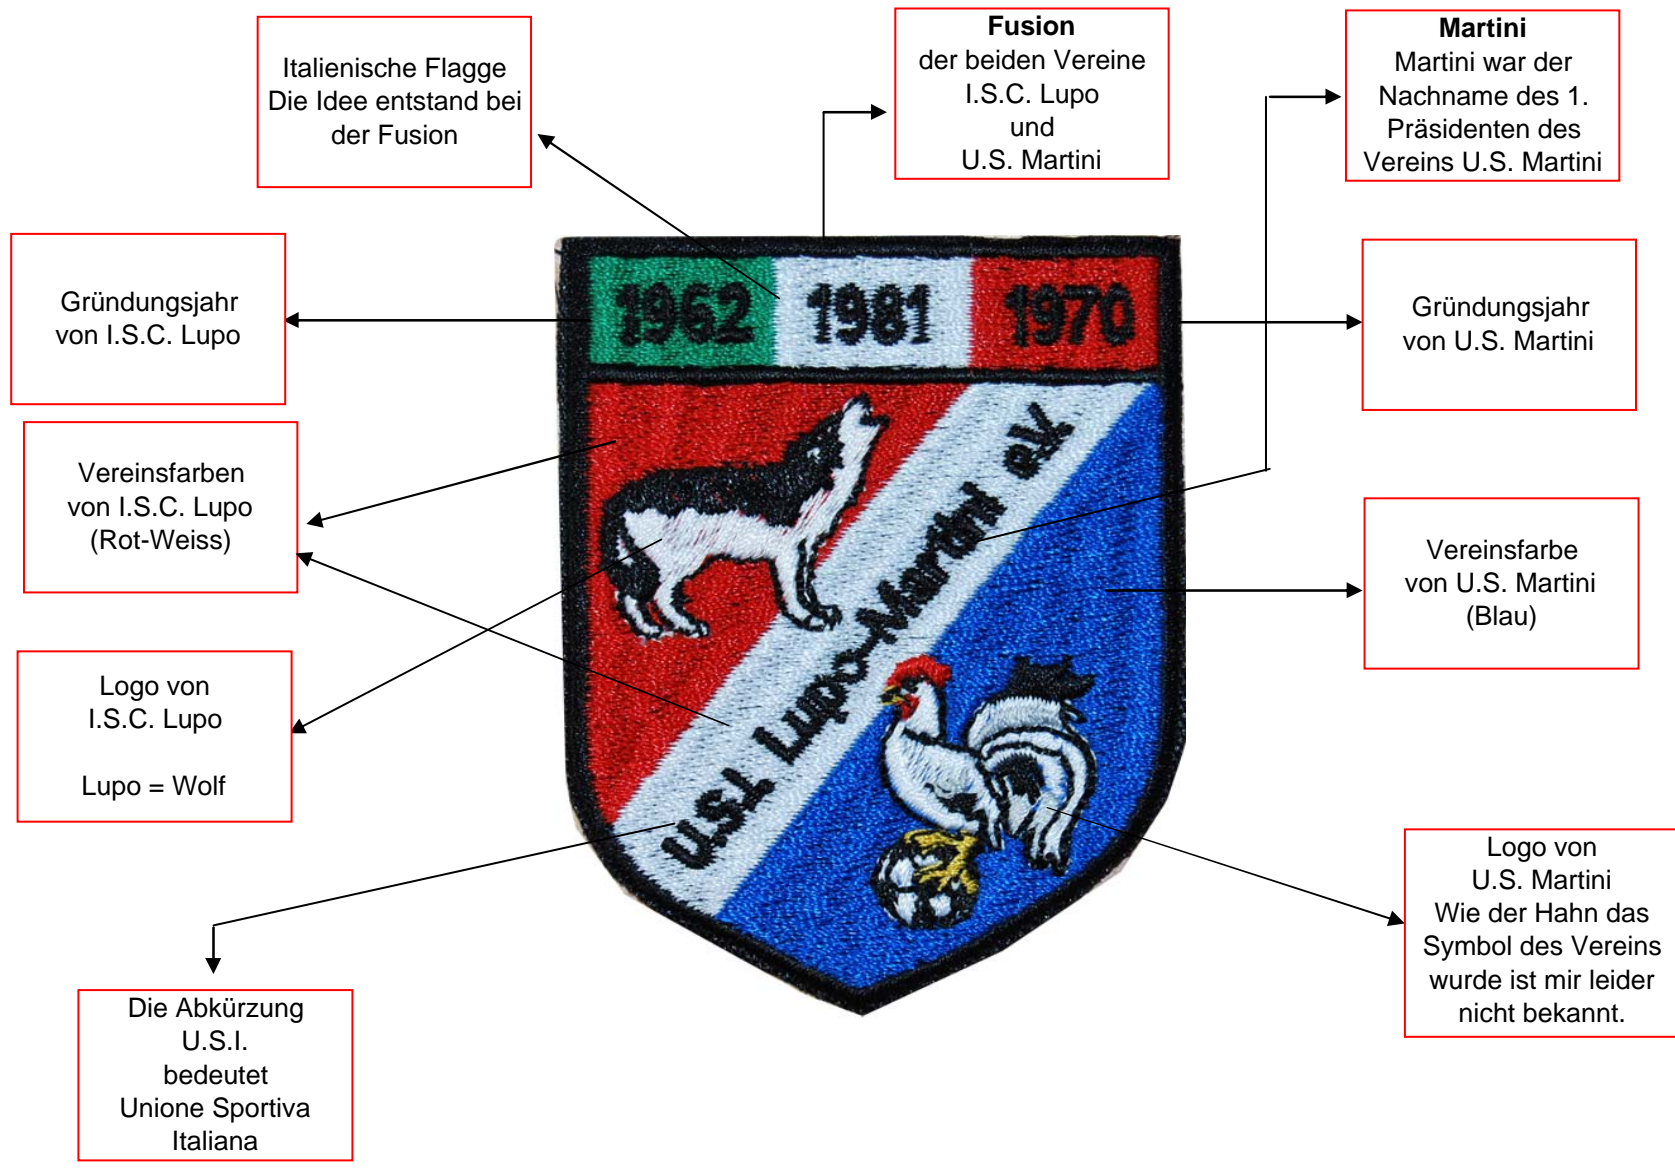 Fusion
der beiden Vereine
I.S.C. Lupo
und
U.S. Martini
Martini
Martini war der
Nachname des 1.
Präsidenten des
Vereins U.S. Martini
Italienische Flagge
Die Idee entstand bei
der Fusion
Gründungsjahr
von I.S.C. Lupo
1962 1981 1970
Gründungsjahr
von U.S. Martini
Vereinsfarben
von I.S.C. Lupo
(Rot-Weiss)
U.S.I. Lupo-Martini e.V.
Vereinsfarbe
von U.S. Martini
(Blau)
Logo von
I.S.C. Lupo
Lupo = Wolf
Logo von
U.S. Martini
Wie der Hahn das
Symbol des Vereins
wurde ist mir leider
nicht bekannt.
Die Abkürzung
U.S.I.
bedeutet
Unione Sportiva
Italiana